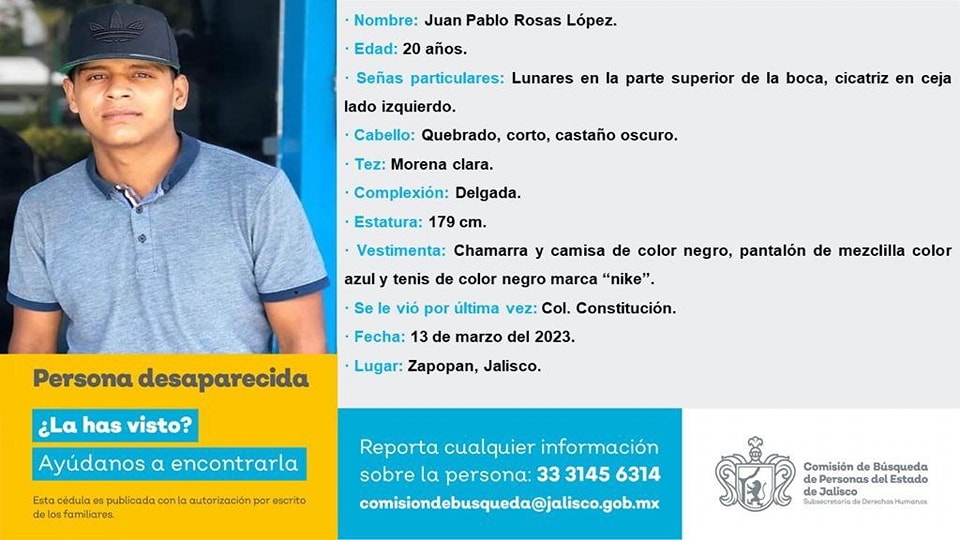 · Nombre: Juan Pablo Rosas López.
· Edad: 20 años.
· Señas particulares: Lunares en la parte superior de la boca, cicatriz en ceja
lado izquierdo.
· Cabello: Quebrado, corto, castaño oscuro.
· Tez: Morena clara.
· Complexión: Delgada.
· Estatura: 179 cm.
· Vestimenta: Chamarra y camisa de color negro, pantalón de mezclilla color
azul y tenis de color negro marca “nike”.
· Se le vió por última vez: Col. Constitución.
· Fecha: 13 de marzo del 2023.
· Lugar: Zapopan, Jalisco.
Persona desaparecida
¿La has visto?
Ayúdanos a encontrarla
Esta cédula es publicada con la autorización por escrito
de los familiares.
Reporta cualquier información
sobre la persona: 33 3145 6314
comisiondebusqueda@jalisco.gob.mx
Comisión de Búsqueda
de Personas del Estado
de Jalisco
Subsecretaría de Derechos Humanos